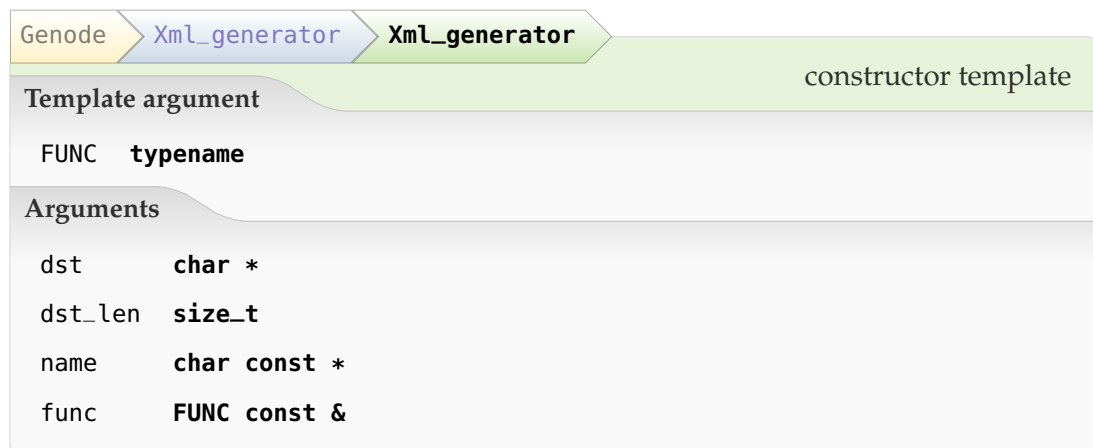 Genode Xml_generator Xml_generator
constructor template
Template argument
FUNC typename
Arguments
dst char *
dst_len size_t
name char const *
func FUNC const &